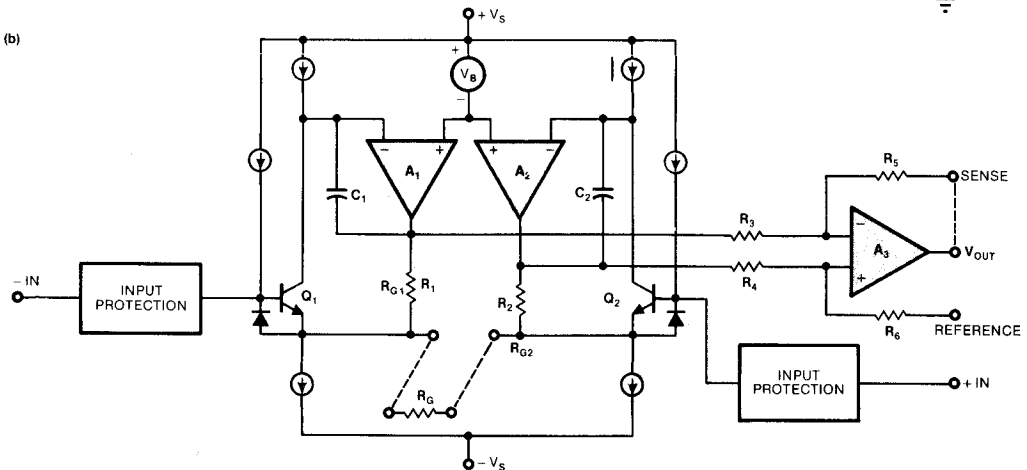 (b)
+ VS
+
VB
−
− + + −
A1 A2
C1 C2
R5 SENSE
R3
−
A3 VOUT
R4 +
− IN INPUT PROTECTION
Q1
RG1 R1
R2
Q2
R6
REFERENCE
RG2
RG
INPUT PROTECTION
+ IN
− VS